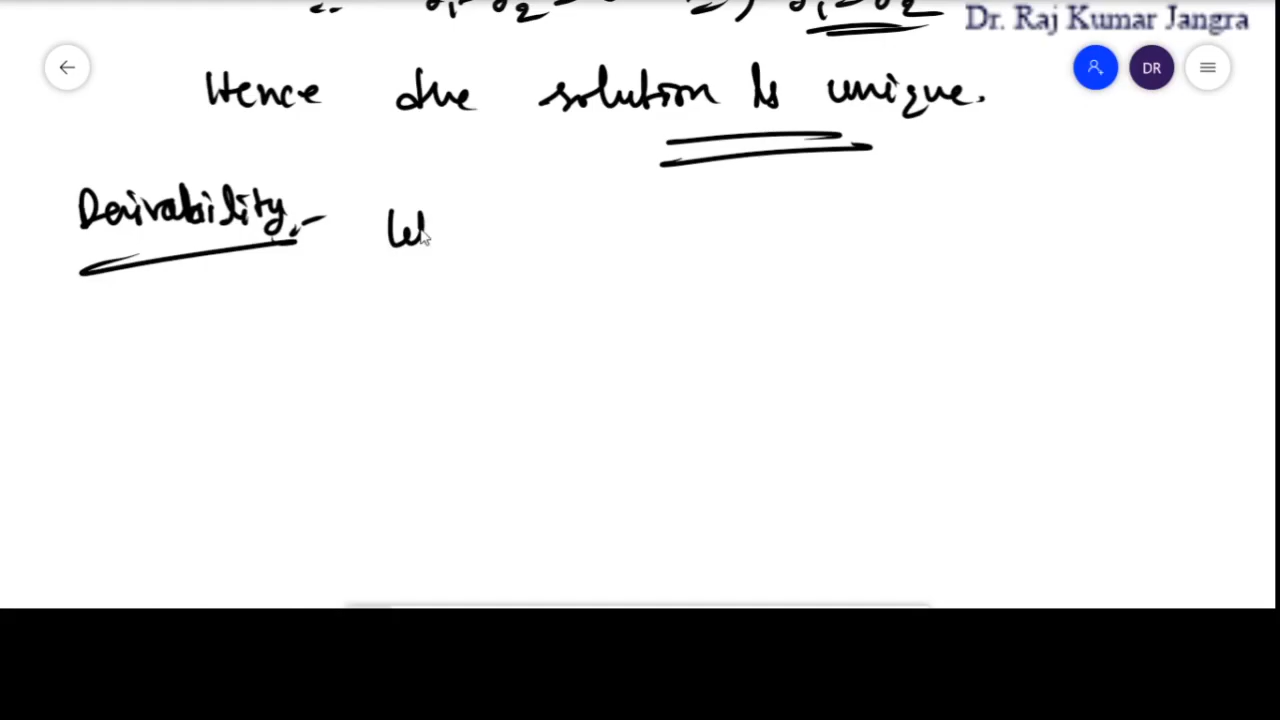 Dr. Raj Kumar Jangra
DR
Hence the solution is unique.
Derivability:-